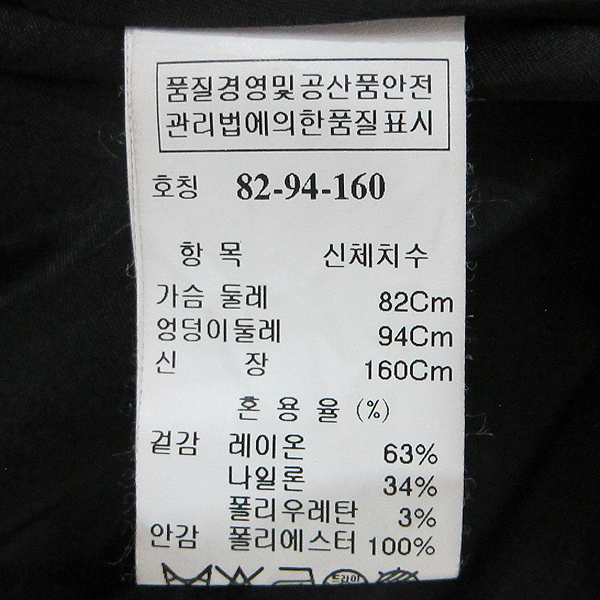 품질경영및공산품안전
관리법에의한품질표시
호칭 82-94-160
항 목 신체치수
가슴 둘레 82Cm
엉덩이둘레 94Cm
신 장 160Cm
혼 용 율 (%)
겉감 레이온 63%
나일론 34%
폴리우레탄 3%
안감 폴리에스터 100%
드라이